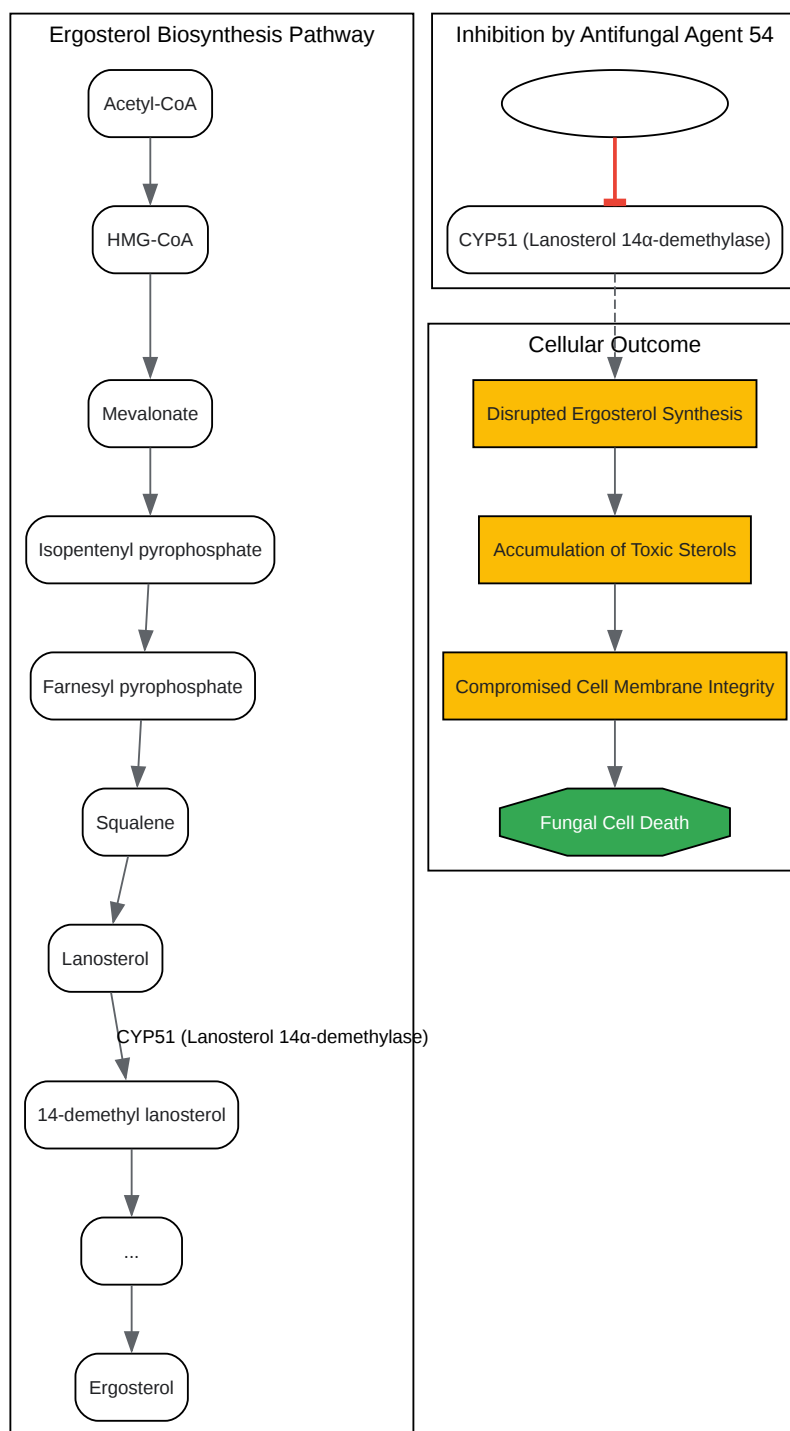 Ergosterol Biosynthesis Pathway
Acetyl-CoA
HMG-CoA
Mevalonate
Isopentenyl pyrophosphate
Farnesyl pyrophosphate
Squalene
Lanosterol
CYP51 (Lanosterol 14α-demethylase)
14-demethyl lanosterol
...
Ergosterol
Inhibition by Antifungal Agent 54
CYP51 (Lanosterol 14α-demethylase)
Cellular Outcome
Disrupted Ergosterol Synthesis
Accumulation of Toxic Sterols
Compromised Cell Membrane Integrity
Fungal Cell Death